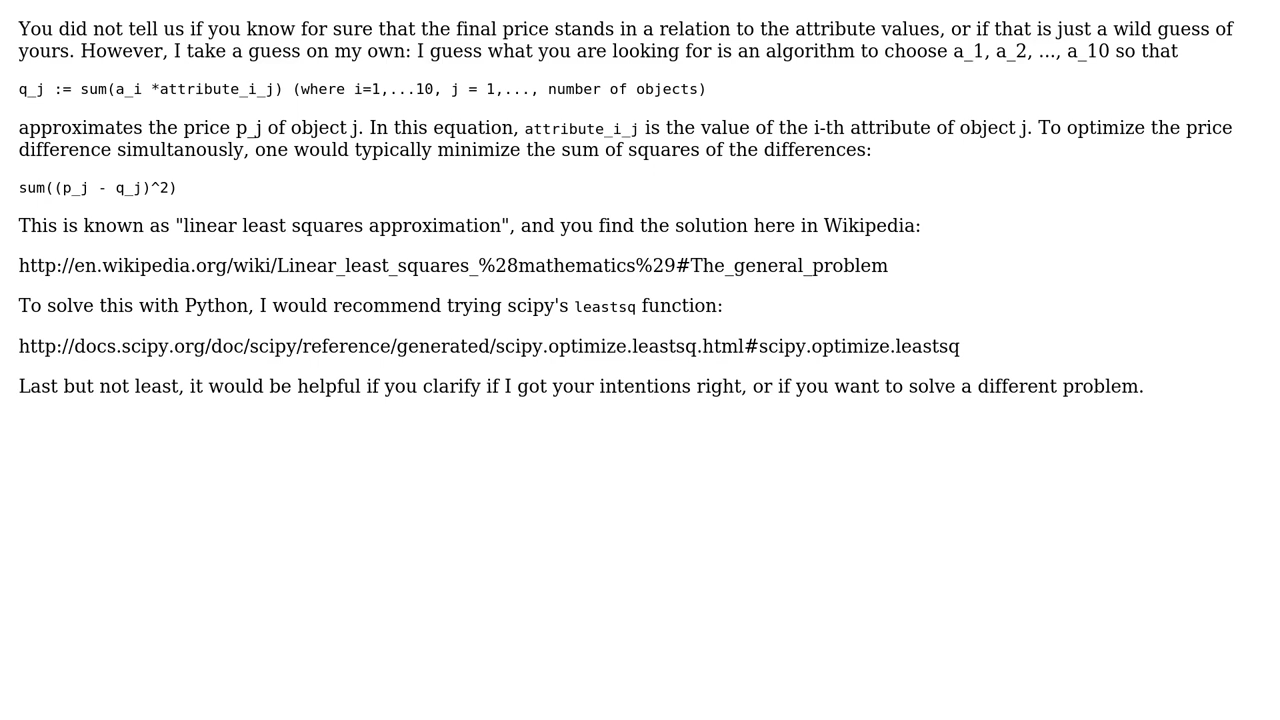 You did not tell us if you know for sure that the final price stands in a relation to the attribute values, or if that is just a wild guess of
yours. However, I take a guess on my own: I guess what you are looking for is an algorithm to choose a_1, a_2, ..., a_10 so that
q_j := sum(a_i *attribute_i_j) (where i=1,...10, j = 1,..., number of objects)
approximates the price p_j of object j. In this equation, attribute_i_j is the value of the i-th attribute of object j. To optimize the price
difference simultanously, one would typically minimize the sum of squares of the differences:
sum((p_j - q_j)^2)
This is known as "linear least squares approximation", and you find the solution here in Wikipedia:
http://en.wikipedia.org/wiki/Linear_least_squares_%28mathematics%29#The_general_problem
To solve this with Python, I would recommend trying scipy's leastsq function:
http://docs.scipy.org/doc/scipy/reference/generated/scipy.optimize.leastsq.html#scipy.optimize.leastsq
Last but not least, it would be helpful if you clarify if I got your intentions right, or if you want to solve a different problem.